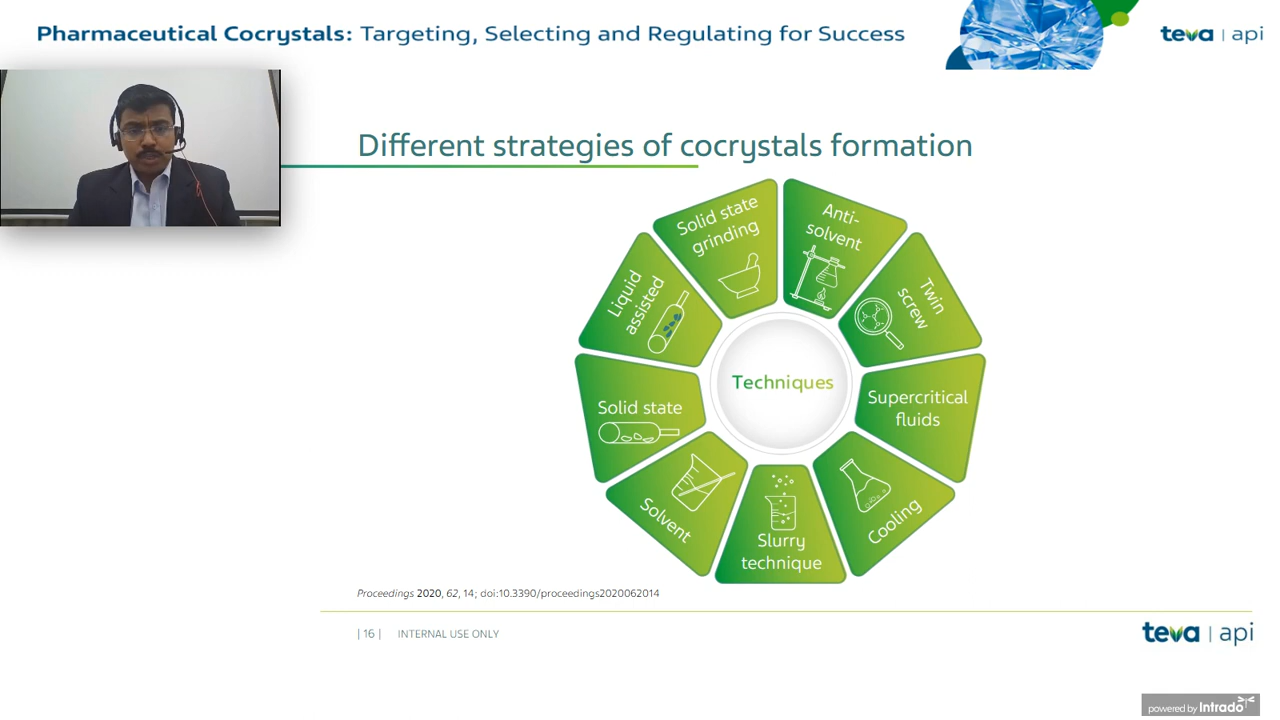 Pharmaceutical Cocrystals: Targeting, Selecting and Regulating for Success
teva | api
Different strategies of cocrystals formation
Solid state
grinding
Anti-
solvent
Twin
screw
Supercritical
fluids
Cooling
Slurry
technique
Solvent
Solid state
Liquid
assisted
Techniques
Proceedings 2020, 62, 14; doi:10.3390/proceedings2020062014
| 16 | INTERNAL USE ONLY
teva | api
powered by Intrado